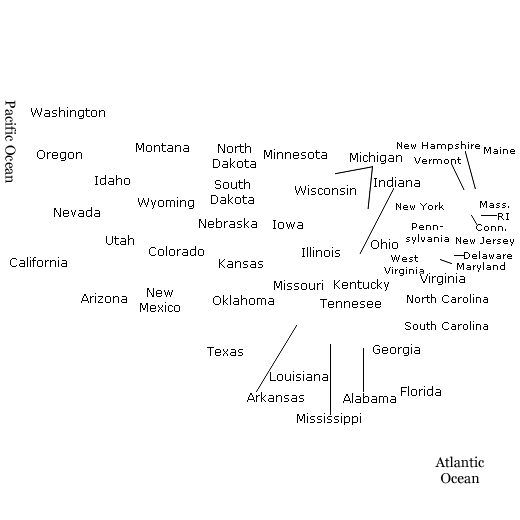 Pacific Ocean
Washington
New Hampshire
Maine
Oregon
Montana
North
Dakota
Minnesota
Michigan
Vermont
Idaho
South
Dakota
Wisconsin
Indiana
Nevada
Wyoming
New York
Mass.
RI
Nebraska
Iowa
Penn-
sylvania
Conn.
Utah
New Jersey
California
Colorado
Kansas
Illinois
Ohio
West
Virginia
Delaware
Maryland
Arizona
New
Mexico
Oklahoma
Missouri
Kentucky
Virginia
Tennesee
North Carolina
South Carolina
Texas
Georgia
Louisiana
Arkansas
Alabama
Florida
Mississippi
Atlantic
Ocean